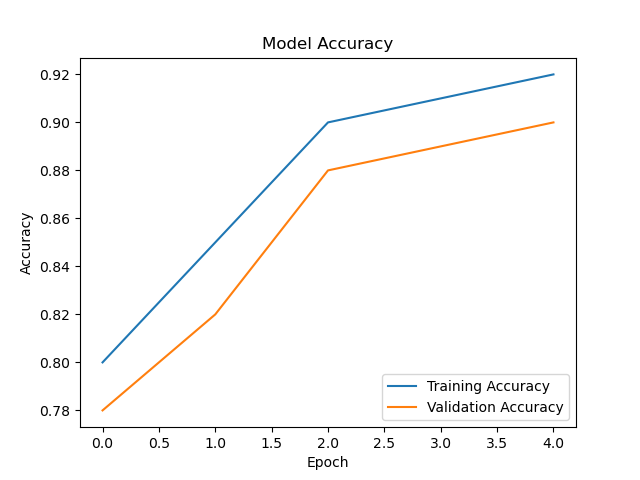 Model Accuracy
0.92
0.90
0.88
0.86
0.84
0.82
0.80
0.78
Accuracy
Training Accuracy
Validation Accuracy
0.0 0.5 1.0 1.5 2.0 2.5 3.0 3.5 4.0
Epoch